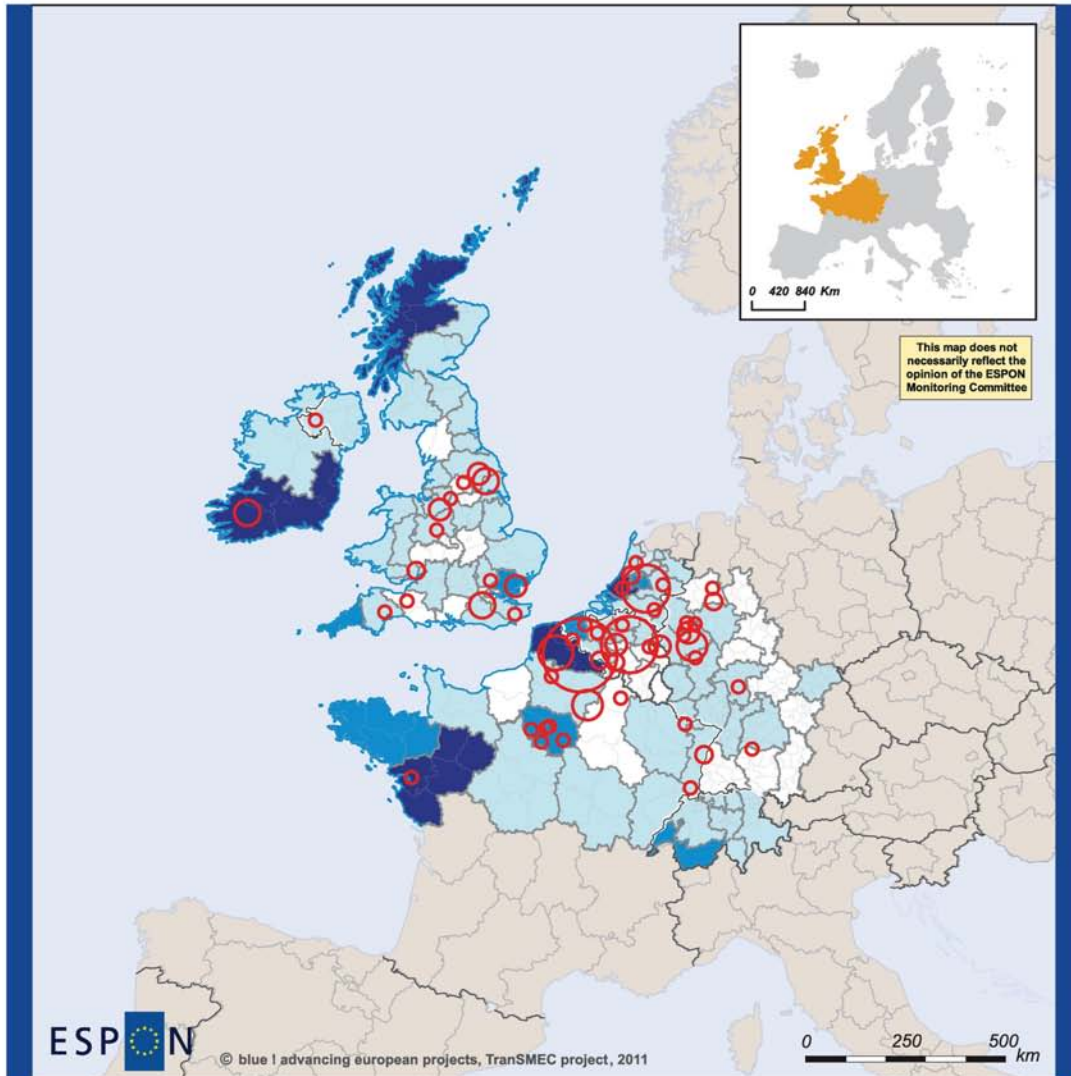 0 420 840 Km
This map does not
necessarily reflect the
opinion of the ESPON
Monitoring Committee
ESPON
© blue ! advancing european projects, TranSMEC project, 2011
0 250 500
km